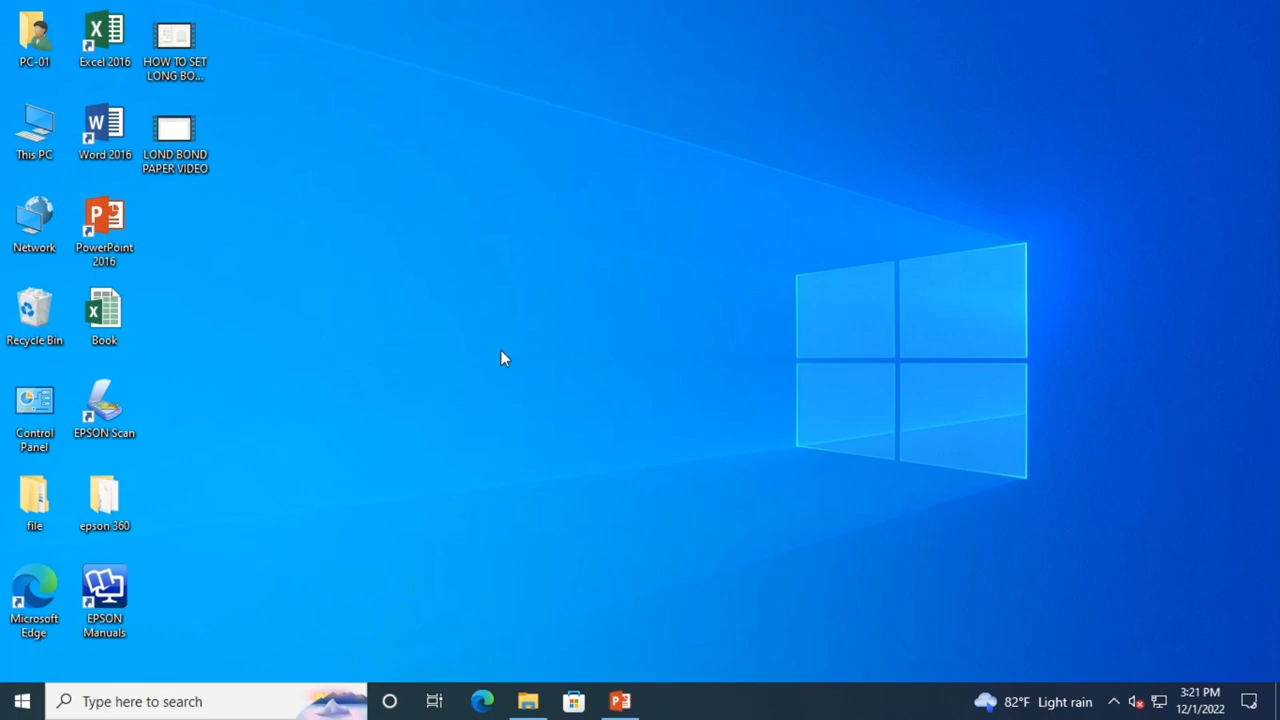 PC-01
Excel 2016
HOW TO SET
LONG BO...
This PC
Word 2016
LOND BOND
PAPER VIDEO
Network
PowerPoint
2016
Recycle Bin
Book
Control
Panel
EPSON Scan
file
epson 360
Microsoft
Edge
EPSON
Manuals
Type here to search
82°F Light rain
3:21 PM
12/1/2022